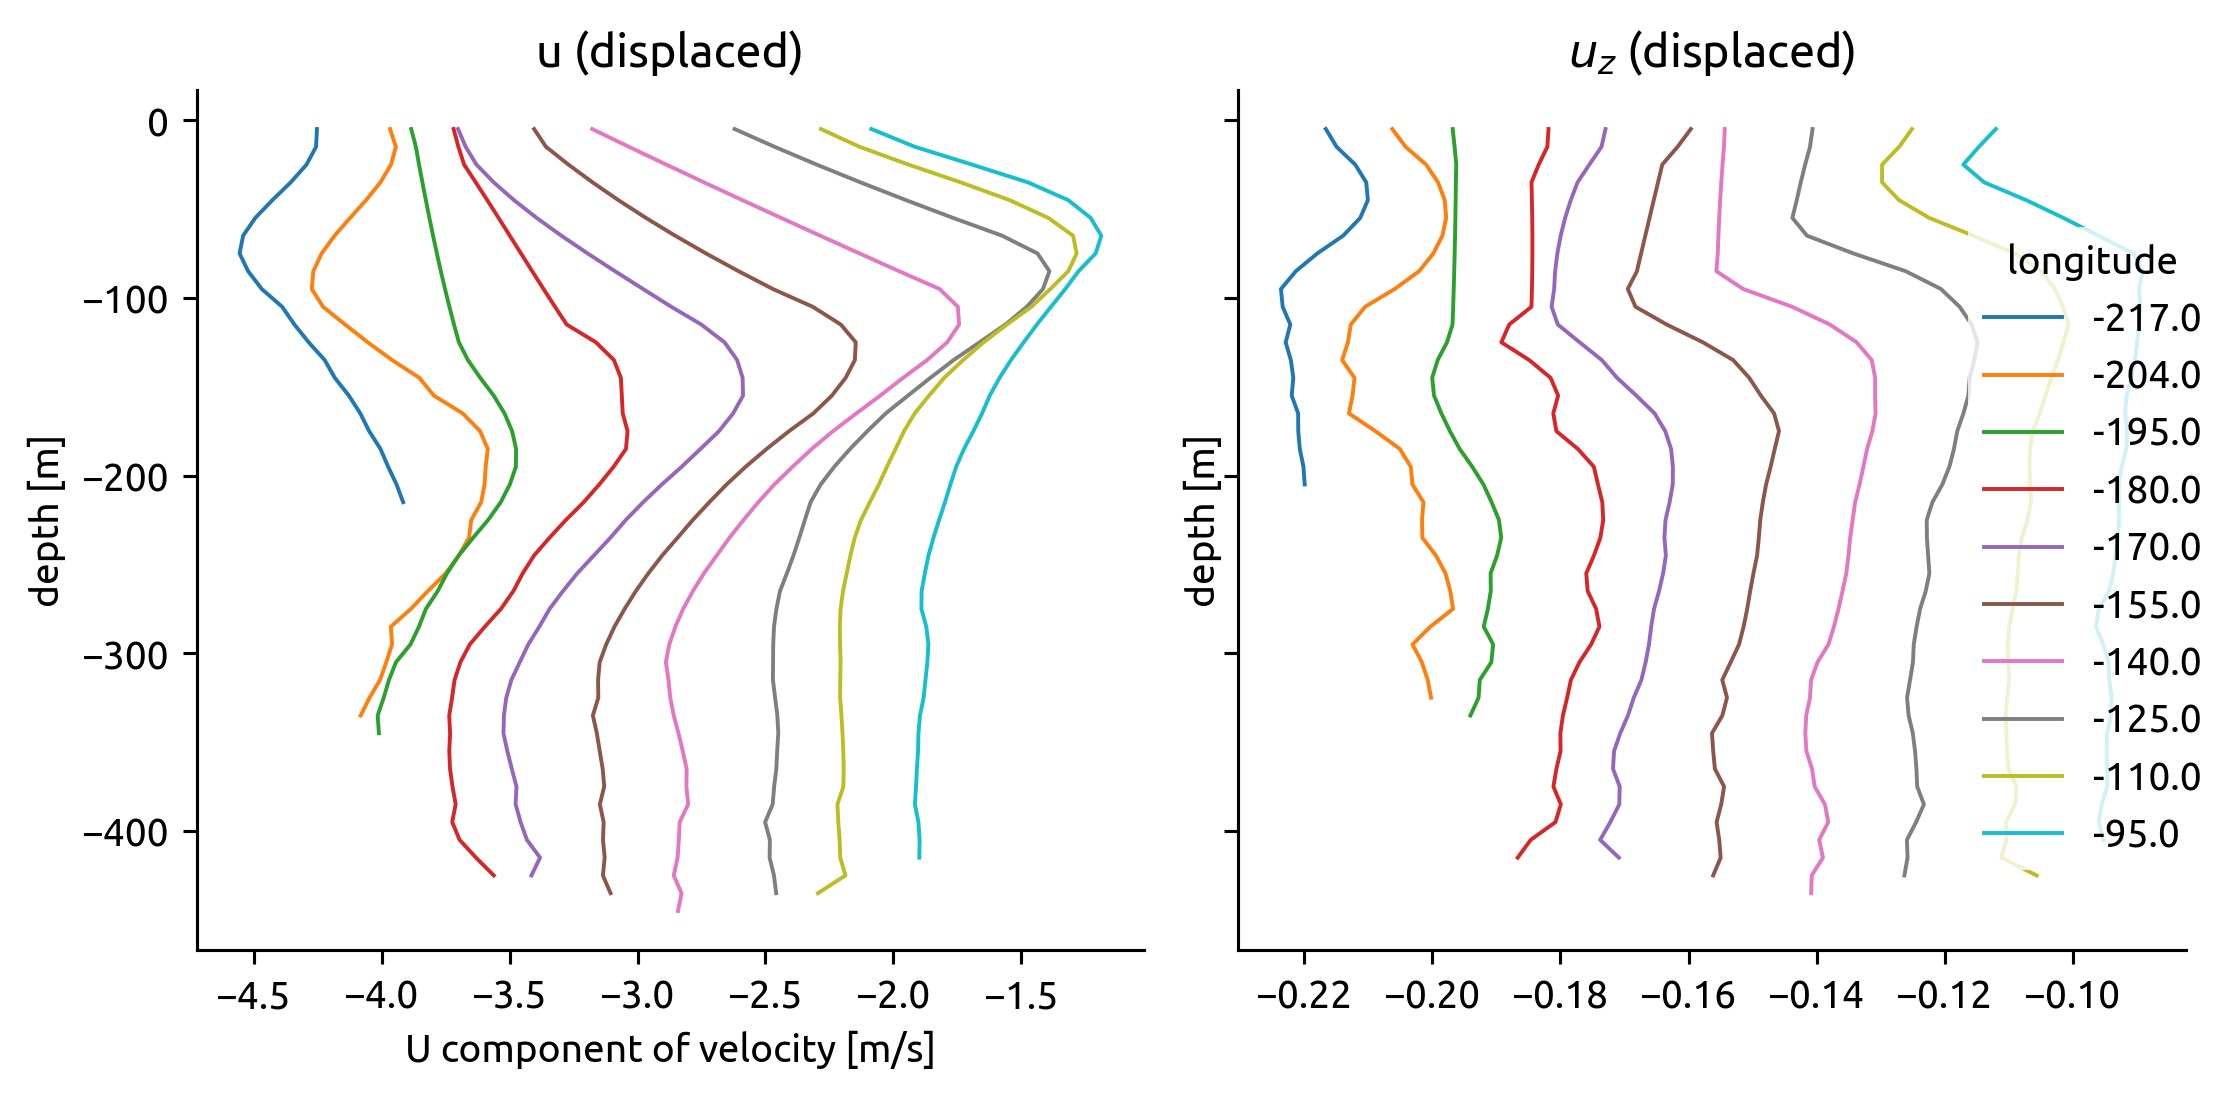 u (displaced)
0
−100
−200
−300
−400
depth [m]
−4.5 −4.0 −3.5 −3.0 −2.5 −2.0 −1.5
U component of velocity [m/s]
u_z (displaced)
depth [m]
−0.22 −0.20 −0.18 −0.16 −0.14 −0.12 −0.10
longitude
-217.0
-204.0
-195.0
-180.0
-170.0
-155.0
-140.0
-125.0
-110.0
-95.0